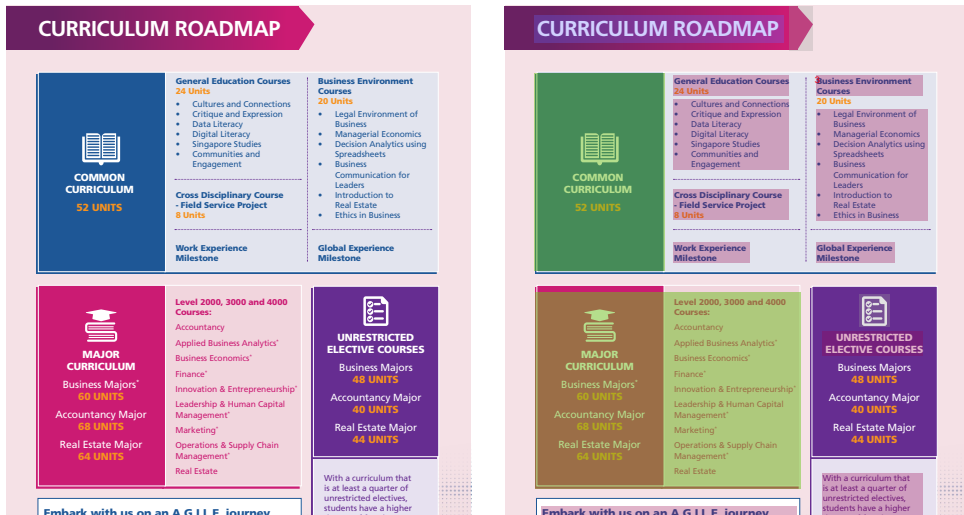 CURRICULUM ROADMAP
COMMON
CURRICULUM
52 UNITS
General Education Courses
24 Units
• Cultures and Connections
• Critique and Expression
• Data Literacy
• Digital Literacy
• Singapore Studies
• Communities and
Engagement
Cross Disciplinary Course
- Field Service Project
8 Units
Work Experience
Milestone
Business Environment
Courses
20 Units
• Legal Environment of
Business
• Managerial Economics
• Decision Analytics using
Spreadsheets
• Business
Communication for
Leaders
• Introduction to
Real Estate
• Ethics in Business
Global Experience
Milestone
MAJOR
CURRICULUM
Business Majors*
60 UNITS
Accountancy Major
68 UNITS
Real Estate Major
64 UNITS
Level 2000, 3000 and 4000
Courses:
Accountancy
Applied Business Analytics*
Business Economics*
Finance*
Innovation & Entrepreneurship*
Leadership & Human Capital
Management*
Marketing*
Operations & Supply Chain
Management*
Real Estate
UNRESTRICTED
ELECTIVE COURSES
Business Majors
48 UNITS
Accountancy Major
40 UNITS
Real Estate Major
44 UNITS
With a curriculum that
is at least a quarter of
unrestricted electives,
students have a higher
Embark with us on an A.G.I.L.E. journey
CURRICULUM ROADMAP
COMMON
CURRICULUM
52 UNITS
General Education Courses
24 Units
• Cultures and Connections
• Critique and Expression
• Data Literacy
• Digital Literacy
• Singapore Studies
• Communities and
Engagement
Cross Disciplinary Course
- Field Service Project
8 Units
Work Experience
Milestone
Business Environment
Courses
20 Units
• Legal Environment of
Business
• Managerial Economics
• Decision Analytics using
Spreadsheets
• Business
Communication for
Leaders
• Introduction to
Real Estate
• Ethics in Business
Global Experience
Milestone
MAJOR
CURRICULUM
Business Majors*
60 UNITS
Accountancy Major
68 UNITS
Real Estate Major
64 UNITS
Level 2000, 3000 and 4000
Courses:
Accountancy
Applied Business Analytics*
Business Economics*
Finance*
Innovation & Entrepreneurship*
Leadership & Human Capital
Management*
Marketing*
Operations & Supply Chain
Management*
Real Estate
UNRESTRICTED
ELECTIVE COURSES
Business Majors
48 UNITS
Accountancy Major
40 UNITS
Real Estate Major
44 UNITS
With a curriculum that
is at least a quarter of
unrestricted electives,
students have a higher
Embark with us on an A.G.I.L.E. journey